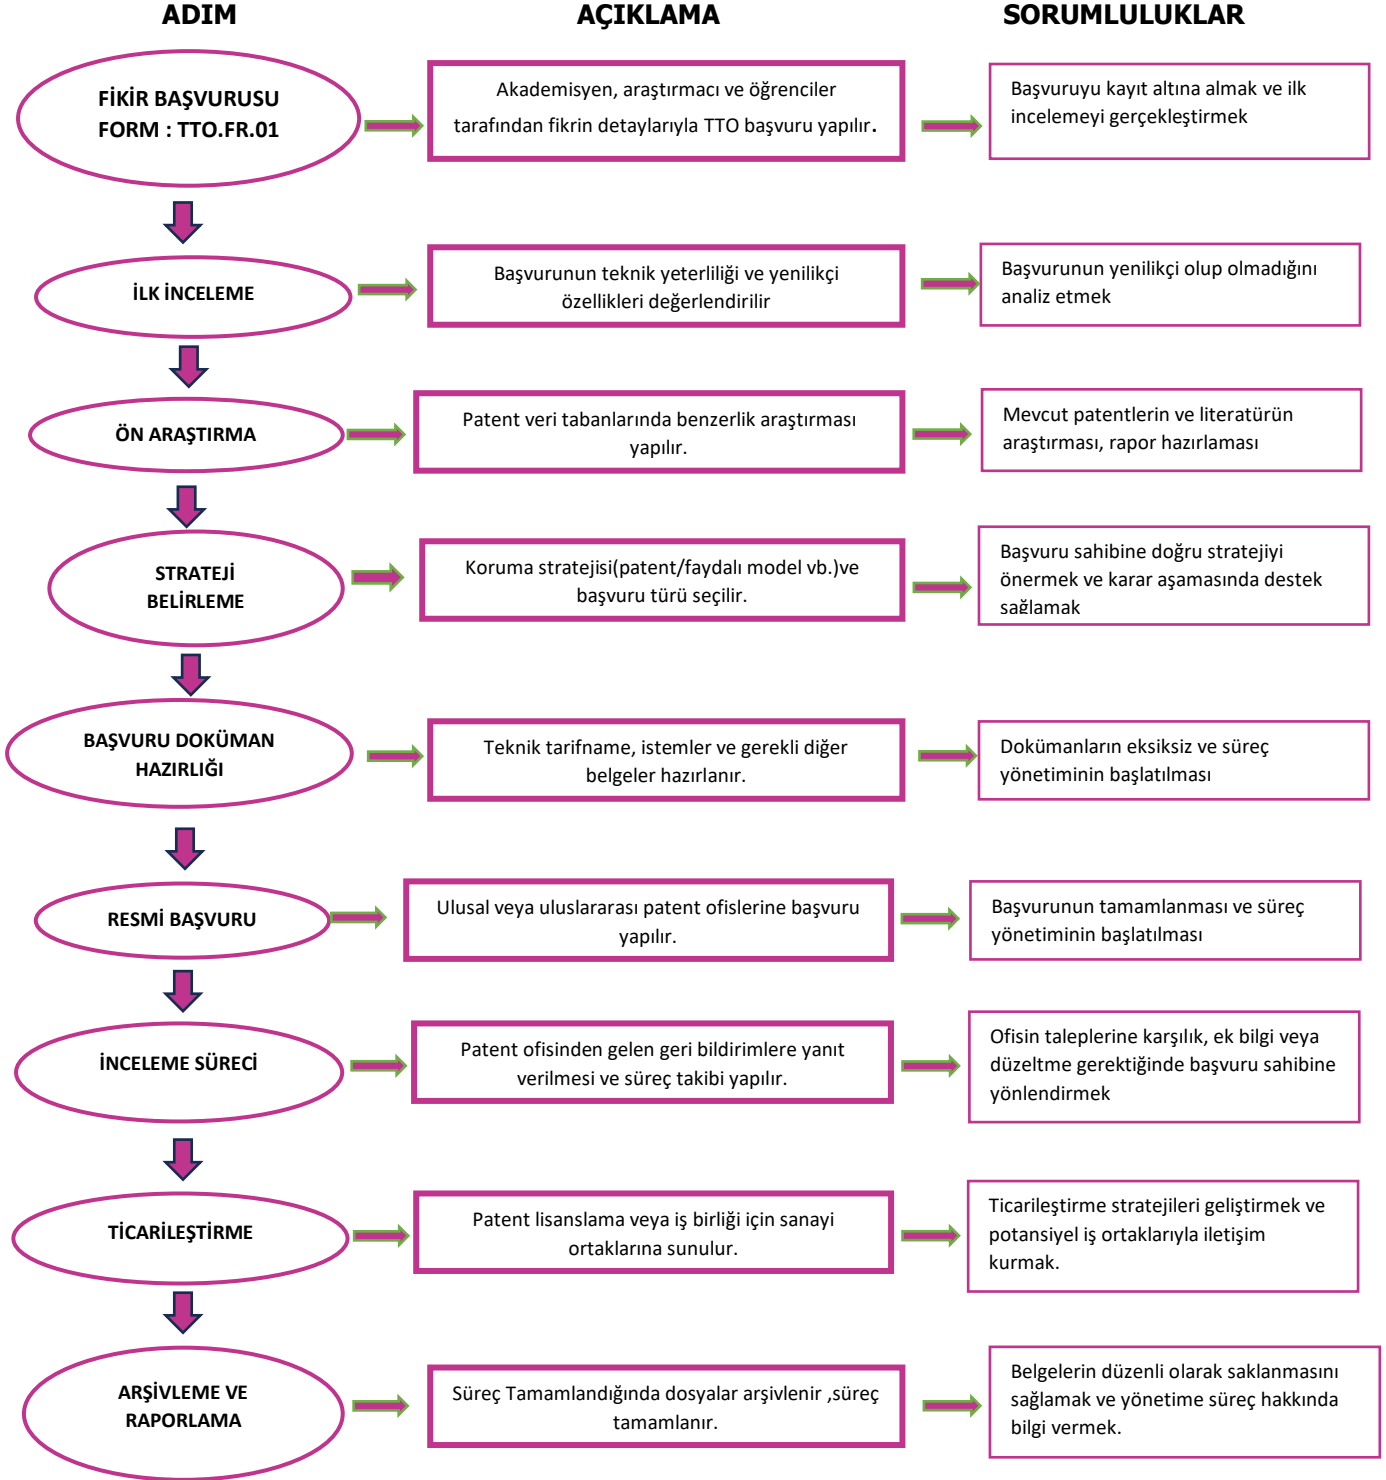 ADIM
AÇIKLAMA
SORUMLULUKLAR
FİKİR BAŞVURUSU
FORM : TTO.FR.01
Akademisyen, araştırmacı ve öğrenciler
tarafından fikrin detaylarıyla TTO başvuru yapılır.
Başvuruyu kayıt altına almak ve ilk
incelemeyi gerçekleştirmek
İLK İNCELEME
Başvurunun teknik yeterliliği ve yenilikçi
özellikleri değerlendirilir
Başvurunun yenilikçi olup olmadığını
analiz etmek
ÖN ARAŞTIRMA
Patent veri tabanlarında benzerlik araştırması
yapılır.
Mevcut patentlerin ve literatürün
araştırması, rapor hazırlaması
STRATEJİ
BELİRLEME
Koruma stratejisi(patent/faydalı model vb.)ve
başvuru türü seçilir.
Başvuru sahibine doğru stratejiyi
önermek ve karar aşamasında destek
sağlamak
BAŞVURU DOKÜMAN
HAZIRLIĞI
Teknik tarifname, istemler ve gerekli diğer
belgeler hazırlanır.
Dokümanların eksiksiz ve süreç
yönetiminin başlatılması
RESMİ BAŞVURU
Ulusal veya uluslararası patent ofislerine başvuru
yapılır.
Başvurunun tamamlanması ve süreç
yönetiminin başlatılması
İNCELEME SÜRECİ
Patent ofisinden gelen geri bildirimlere yanıt
verilmesi ve süreç takibi yapılır.
Ofisin taleplerine karşılık, ek bilgi veya
düzeltme gerektiğinde başvuru sahibine
yönlendirmek
TİCARİLEŞTİRME
Patent lisanslama veya iş birliği için sanayi
ortaklarına sunulur.
Ticarileştirme stratejileri geliştirmek ve
potansiyel iş ortaklarıyla iletişim
kurmak.
ARŞİVLEME VE
RAPORLAMA
Süreç Tamamlandığında dosyalar arşivlenir ,süreç
tamamlanır.
Belgelerin düzenli olarak saklanmasını
sağlamak ve yönetime süreç hakkında
bilgi vermek.